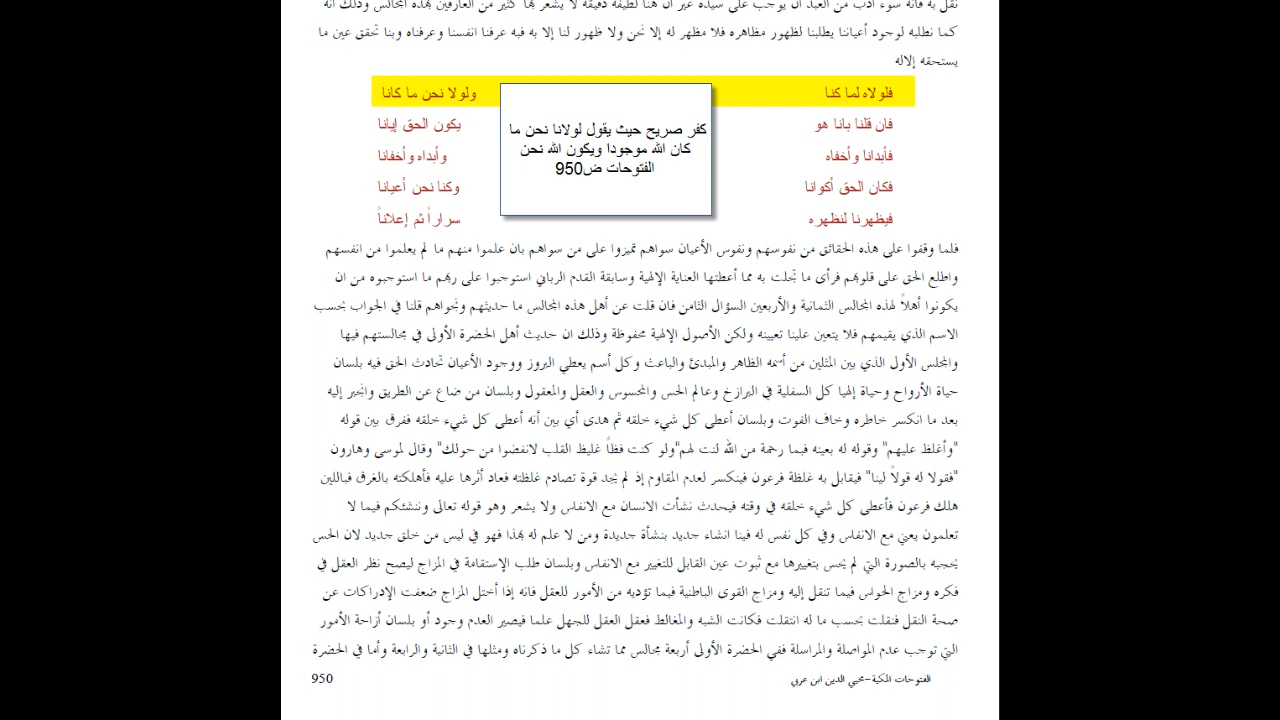 نقل به فانه سوء أدب من العبد أن يوجب على سيده غير أن هنا لطيفة دقيقة لا يشعر بها كثير من العارفين بهذه المجالس وذلك أنه
كما نطلبه لوجود أعياننا يطلبنا لظهور مظاهره فلا مظهر له إلا نحن ولا ظهور لنا إلا به فبه عرفنا انفسنا وعرفناه وبنا تحقق عين ما
يستحقه إلاله
فلولاه لما كنا ولولا نحن ما كانا
فان قلنا بانا هو يكون الحق إيانا
فأبدانا وأخفاه وأبداه وأخفانا
فكان الحق أكوانا وكنا نحن أعيانا
فيظهرنا لنظهره سراراً ثم إعلاناً
كفر صريح حيث يقول لولانا نحن ما
كان الله موجودا ويكون الله نحن
الفتوحات ض950
فلما وقفوا على هذه الحقائق من نفوسهم ونفوس الأعيان سواهم تميزوا على من سواهم بان علموا منهم ما لم يعلموا من انفسهم
واطلع الحق على قلوبهم فرأى ما تجلت به مما أعطتها العناية الإلهية وسابقة القدم الرباني استوجبوا على ربهم ما استوجبوه من ان
يكونوا أهلاً لهذه المجالس الثمانية والأربعين السؤال الثامن فان قلت عن أهل هذه المجالس ما حديثهم ونجواهم قلنا في الجواب بحسب
الاسم الذي يقيمهم فلا يتعين علينا تعيينه ولكن الأصول الإلهية محفوظة وذلك ان حديث أهل الحضرة الأولى في مجالستهم فيها
والمجلس الأول الذي بين المثلين من أسمه الظاهر والمبدئ والباعث وكل أسم يعطي البروز ووجود الأعيان تحادث الحق فيه بلسان
حياة الأرواح وحياة إلهيا كل السفلية في البرازخ وعالم الحس والمحسوس والعقل والمعقول وبلسان من ضاع عن الطريق وانجبر إليه
بعد ما انكسر خاطره وخاف الفوت وبلسان أعطى كل شيء خلقه ثم هدى أي بين أنه أعطى كل شيء خلقه ففرق بين قوله
"وأغلظ عليهم" وقوله له بعينه فبما رحمة من الله لنت لهم"ولو كنت فظاً غليظ القلب لانفضوا من حولك" وقال لموسى وهارون
"فقولا له قولاً لينا" فيقابل به غلظة فرعون فينكسر لعدم المقاوم إذ لم يجد قوة تصادم غلظته فعاد أثرها عليه فأهلكته بالغرق فباللين
هلك فرعون فأعطى كل شيء خلقه في وقته فيحدث نشأت الانسان مع الانفاس ولا يشعر وهو قوله تعالى وننشئكم فيما لا
تعلمون يعني مع الانفاس وفي كل نفس له فينا انشاء جديد بنشأة جديدة ومن لا علم له بهذا فهو في ليس من خلق جديد لان الحس
يحجبه بالصورة التي لم يحس بتغييرها مع ثبوت عين القابل للتغيير مع الانفاس وبلسان طلب الإستقامة في المزاج ليصح نظر العقل في
فكره ومزاج الحواس فيما تنقل إليه ومزاج القوى الباطنية فيما تؤديه من الأمور للعقل فانه إذا أختل المزاج ضعفت الإدراكات عن
صحة النقل فنقلت بحسب ما له انتقلت فكانت الشبه والمغالط فعقل العقل للجهل علما فيصير العدم وجود أو بلسان أزاحة الأمور
التي توجب عدم المواصلة والمراسلة ففي الحضرة الأولى أربعة مجالس مما تشاء كل ما ذكرناه ومثلها في الثانية والرابعة وأما في الحضرة
الفتوحات المكية-محيي الدين ابن عربي 950